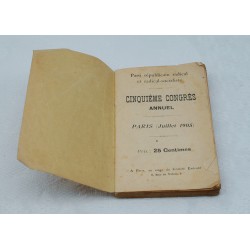 Parti républicain radical
et radical-socialiste
CINQUIÈME CONGRÈS
ANNUEL
PARIS (Juillet 1905)
Prix : 25 Centimes